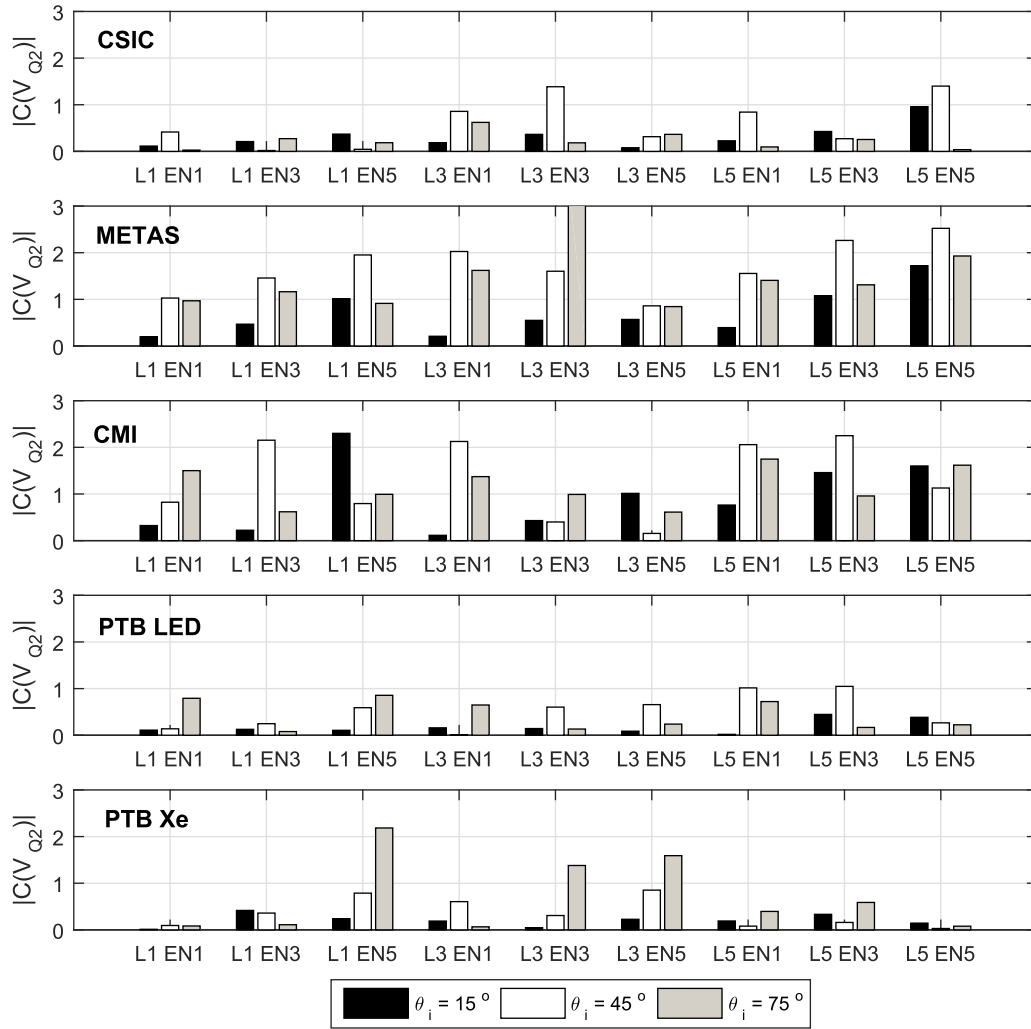 3
CSIC
2
1
0
|C(V Q2)|
L1 EN1 L1 EN3 L1 EN5 L3 EN1 L3 EN3 L3 EN5 L5 EN1 L5 EN3 L5 EN5
3
METAS
2
1
0
|C(V Q2)|
L1 EN1 L1 EN3 L1 EN5 L3 EN1 L3 EN3 L3 EN5 L5 EN1 L5 EN3 L5 EN5
3
CMI
2
1
0
|C(V Q2)|
L1 EN1 L1 EN3 L1 EN5 L3 EN1 L3 EN3 L3 EN5 L5 EN1 L5 EN3 L5 EN5
3
PTB LED
2
1
0
|C(V Q2)|
L1 EN1 L1 EN3 L1 EN5 L3 EN1 L3 EN3 L3 EN5 L5 EN1 L5 EN3 L5 EN5
3
PTB Xe
2
1
0
|C(V Q2)|
L1 EN1 L1 EN3 L1 EN5 L3 EN1 L3 EN3 L3 EN5 L5 EN1 L5 EN3 L5 EN5
θ i = 15 o θ i = 45 o θ i = 75 o